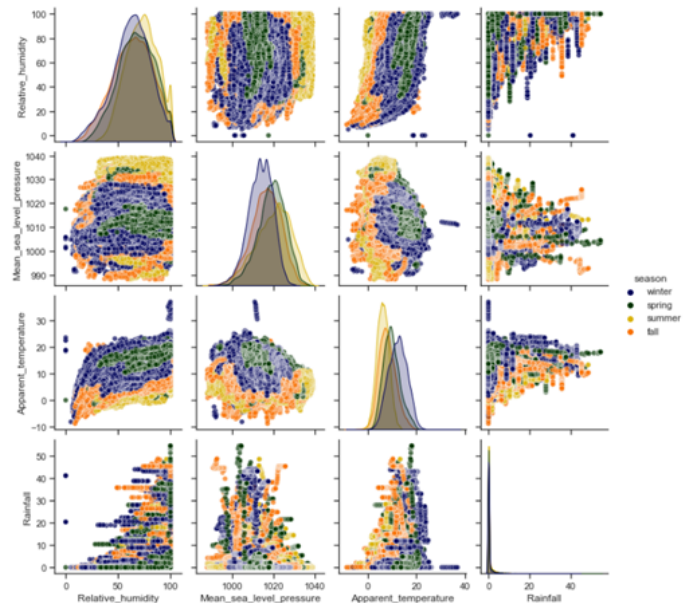 Relative_humidity
100
80
60
40
20
0
Mean_sea_level_pressure
1040
1030
1020
1010
1000
990
season
winter
spring
summer
fall
Apparent_temperature
30
20
10
0
−10
Rainfall
50
40
30
20
10
0
0 50 100
1000 1020 1040
0 20 40
0 20 40
Relative_humidity Mean_sea_level_pressure Apparent_temperature Rainfall